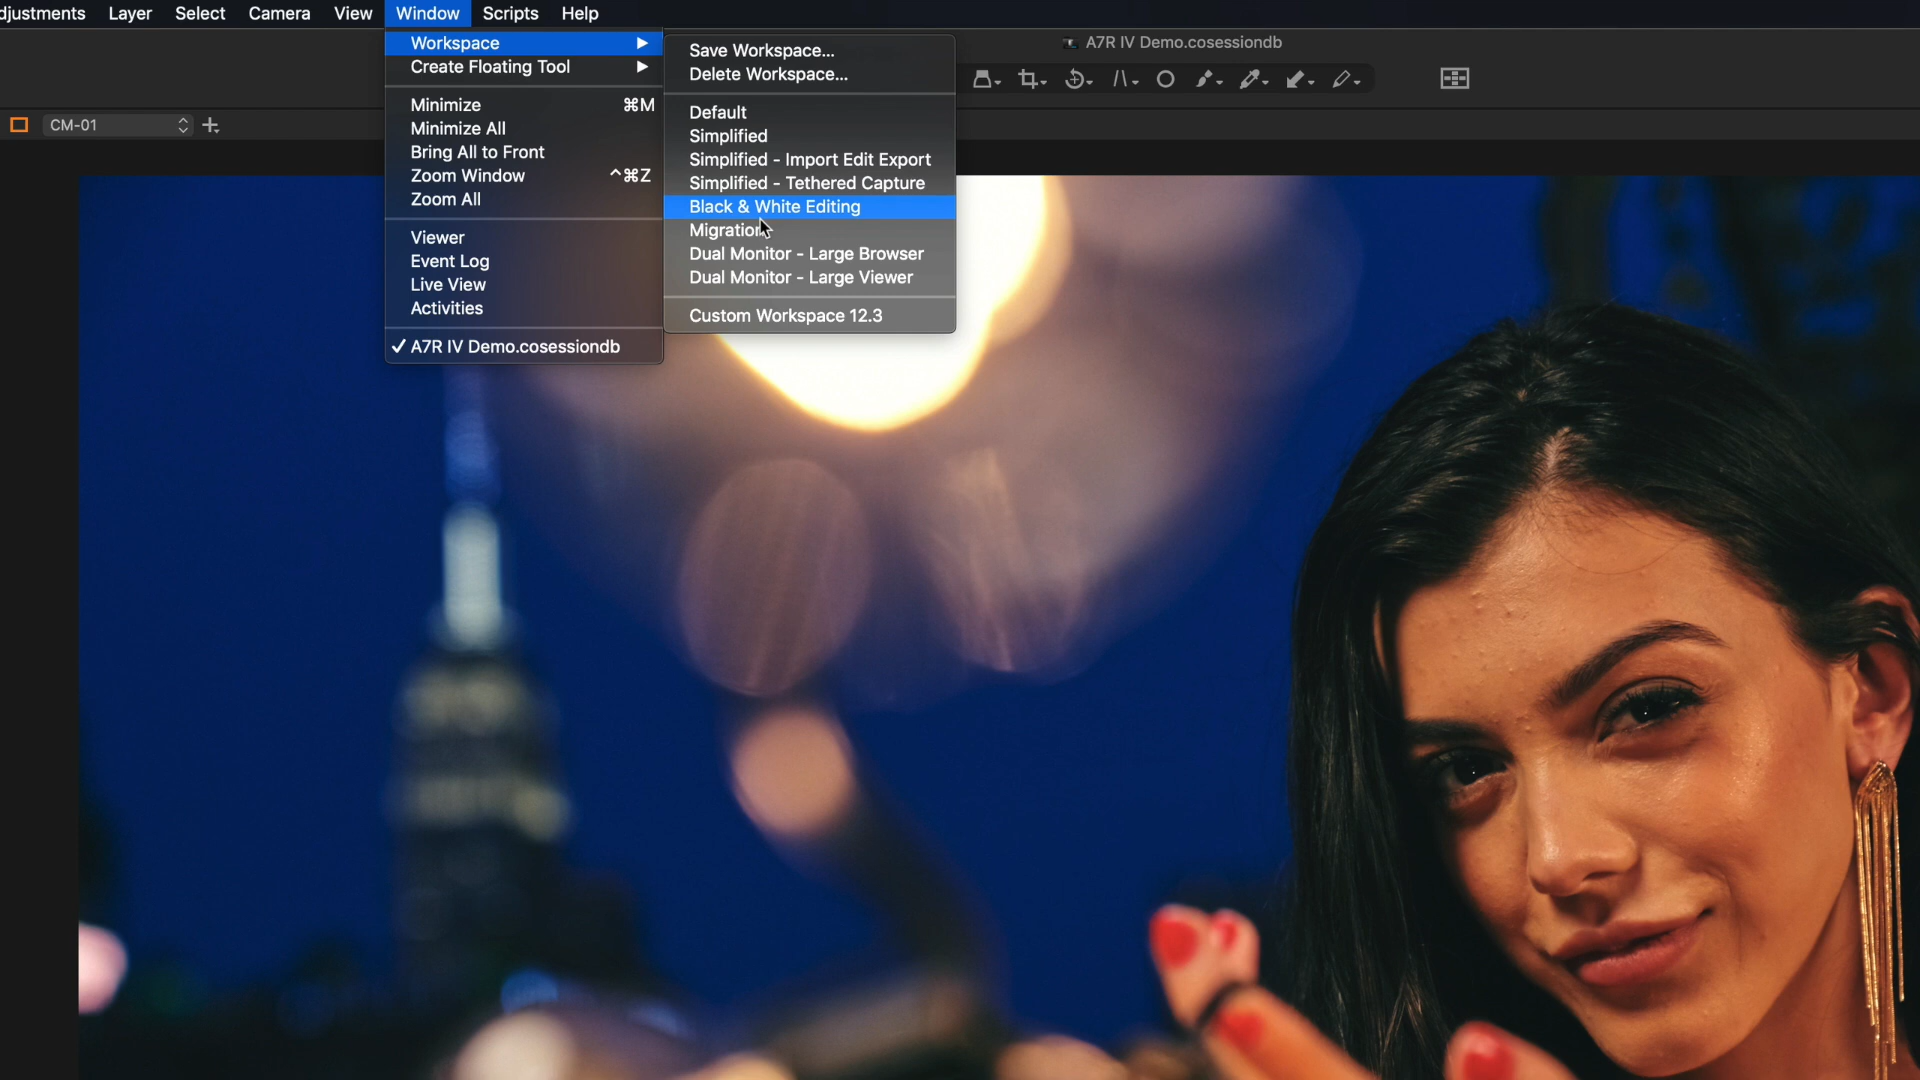 djustments Layer Select Camera View Window Scripts Help
A7R IV Demo.cosessiondb
CM-01
Workspace
Create Floating Tool
Minimize ⌘M
Minimize All
Bring All to Front
Zoom Window ^⌘Z
Zoom All
Viewer
Event Log
Live View
Activities
✓ A7R IV Demo.cosessiondb
Save Workspace...
Delete Workspace...
Default
Simplified
Simplified - Import Edit Export
Simplified - Tethered Capture
Black & White Editing
Migration
Dual Monitor - Large Browser
Dual Monitor - Large Viewer
Custom Workspace 12.3